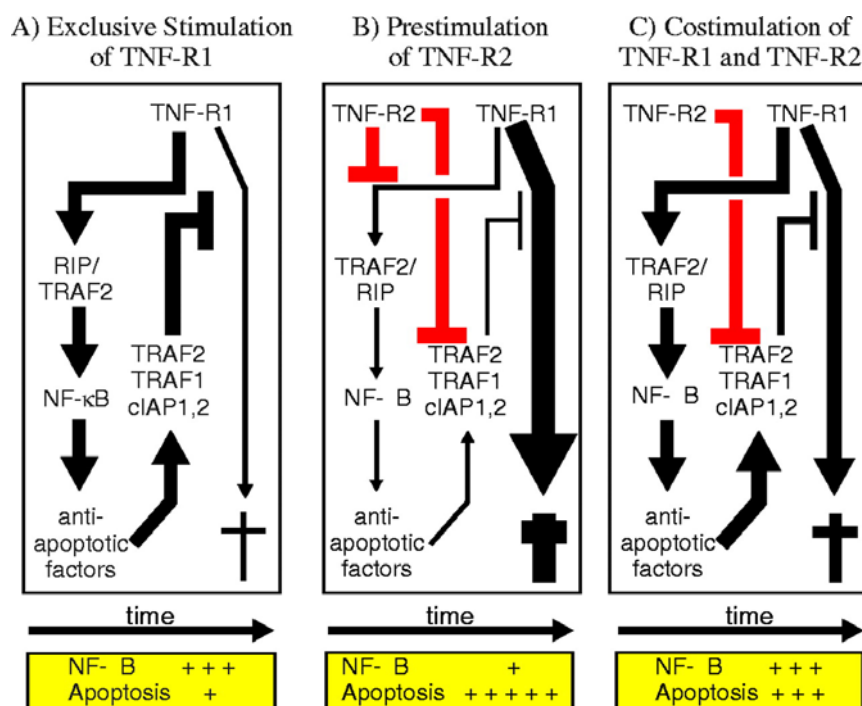 A) Exclusive Stimulation
of TNF-R1
TNF-R1
RIP/
TRAF2
NF-κB
TRAF2
TRAF1
cIAP1,2
anti-
apoptotic
factors
time
NF- B + + +
Apoptosis +
B) Prestimulation
of TNF-R2
TNF-R2 TNF-R1
TRAF2/
RIP
NF- B
TRAF2
TRAF1
cIAP1,2
anti-
apoptotic
factors
time
NF- B +
Apoptosis + + + + +
C) Costimulation of
TNF-R1 and TNF-R2
TNF-R2 TNF-R1
TRAF2/
RIP
NF- B
TRAF2
TRAF1
cIAP1,2
anti-
apoptotic
factors
time
NF- B + + +
Apoptosis + + +